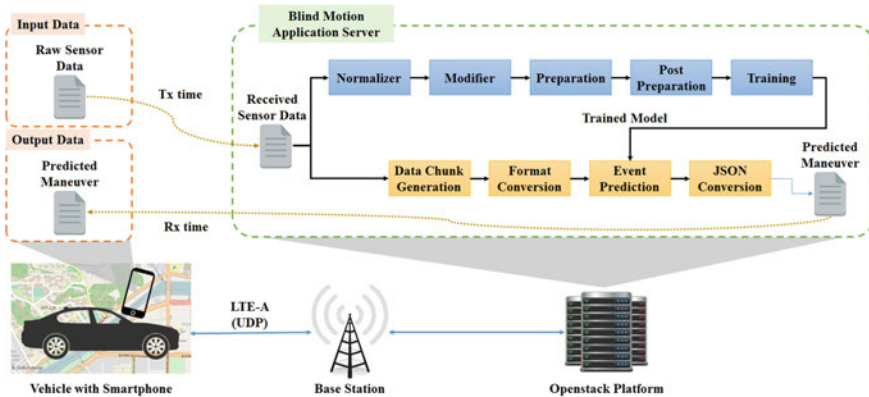 Input Data
Raw Sensor
Data
Tx time
Output Data
Predicted
Maneuver
Rx time
Blind Motion
Application Server
Received
Sensor Data
Normalizer
Modifier
Preparation
Post
Preparation
Training
Trained Model
Data Chunk
Generation
Format
Conversion
Event
Prediction
JSON
Conversion
Predicted
Maneuver
LTE-A
(UDP)
Vehicle with Smartphone
Base Station
Openstack Platform